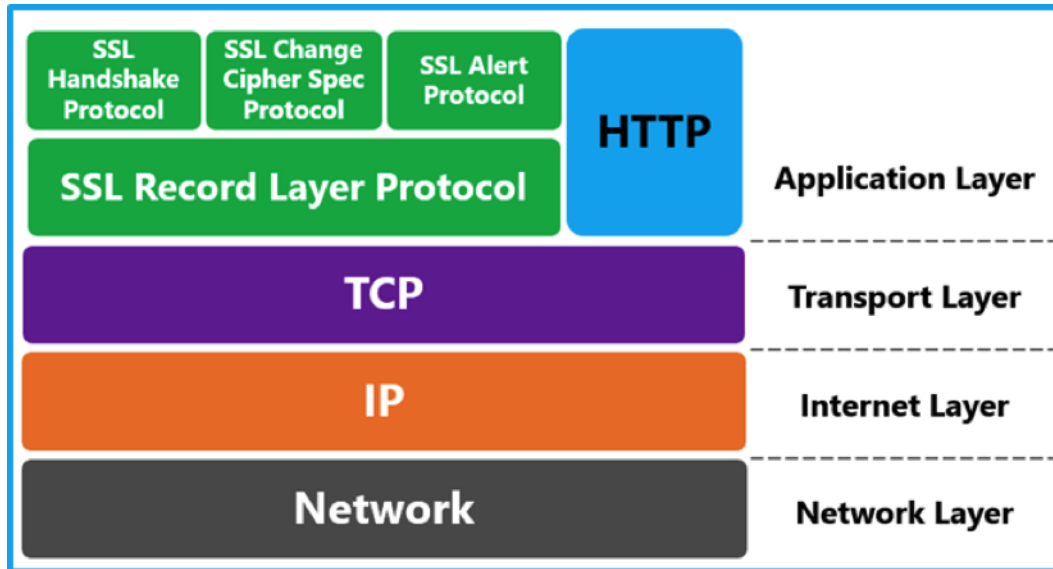 SSL
Handshake
Protocol
SSL Change
Cipher Spec
Protocol
SSL Alert
Protocol
HTTP
SSL Record Layer Protocol
Application Layer
TCP
Transport Layer
IP
Internet Layer
Network
Network Layer